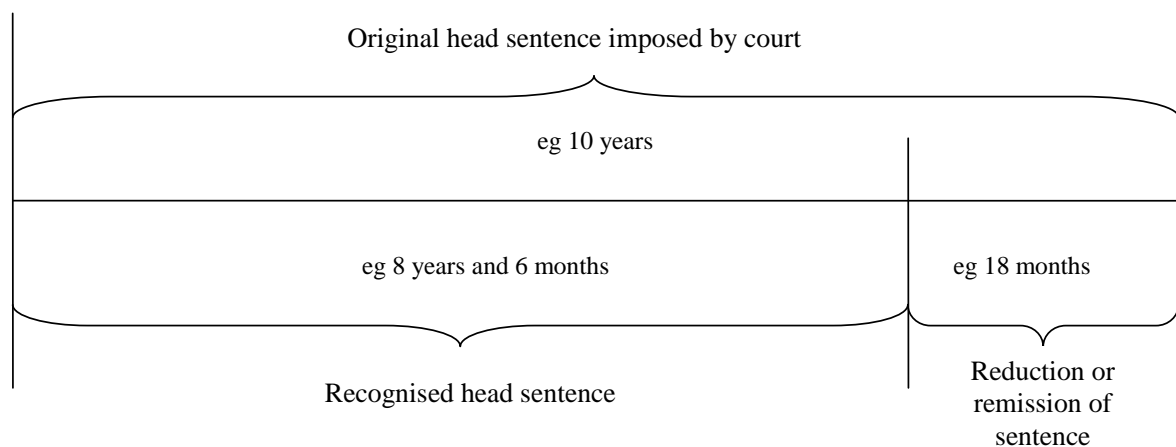 Original head sentence imposed by court
eg 10 years
eg 8 years and 6 months
eg 18 months
Recognised head sentence
Reduction or
remission of
sentence